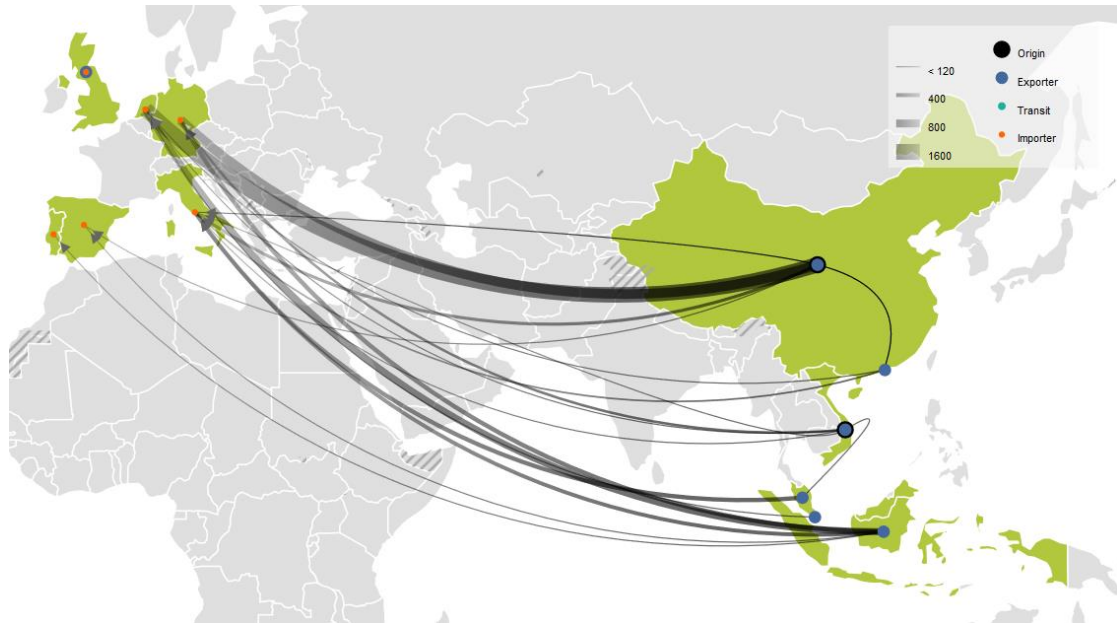 < 120
400
800
1600
Origin
Exporter
Transit
Importer